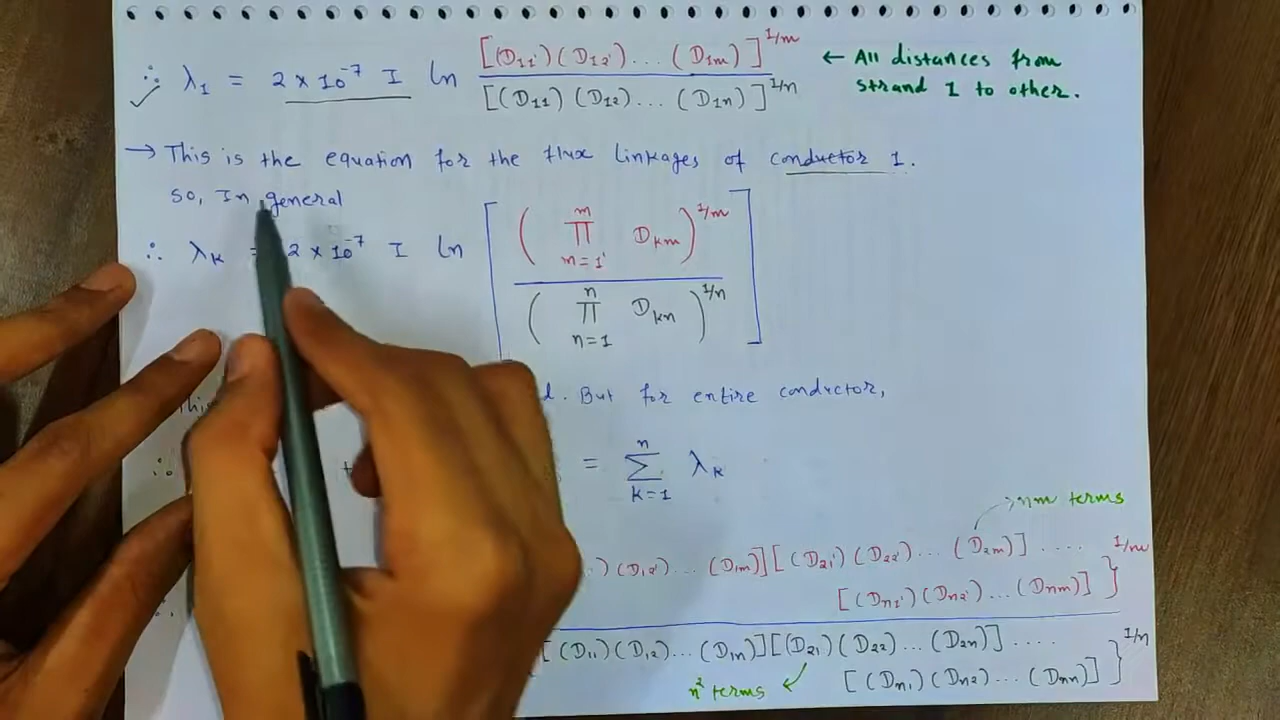 ∴ λ₁ = 2 × 10⁻⁷ I ln [(D₁₁')(D₁₂')...(D₁ₘ)]^1/m / [(D₁₁)(D₁₂)...(D₁ₙ)]^1/n ← All distances from
strand 1 to other.
→ This is the equation for the flux linkages of conductor 1.
so, In general
∴ λₖ = 2 × 10⁻⁷ I ln [ ( m π m=1' Dₖₘ )^1/m / ( n π n=1 Dₖₙ )^1/n ]
This d. But for entire conductor,
∴ = n Σ k=1 λₖ
→ nm terms
)(D₁₂')...(D₁ₘ)][(D₂₁')(D₂₂')...(D₂ₘ)]....
[(Dₙ₁')(Dₙ₂')...(Dₙₘ)]}^1/m
[(D₁₁)(D₁₂)...(D₁ₙ)][(D₂₁)(D₂₂)...(D₂ₙ)]....
n² terms ← [(Dₙ₁)(Dₙ₂)...(Dₙₙ)]}^1/n